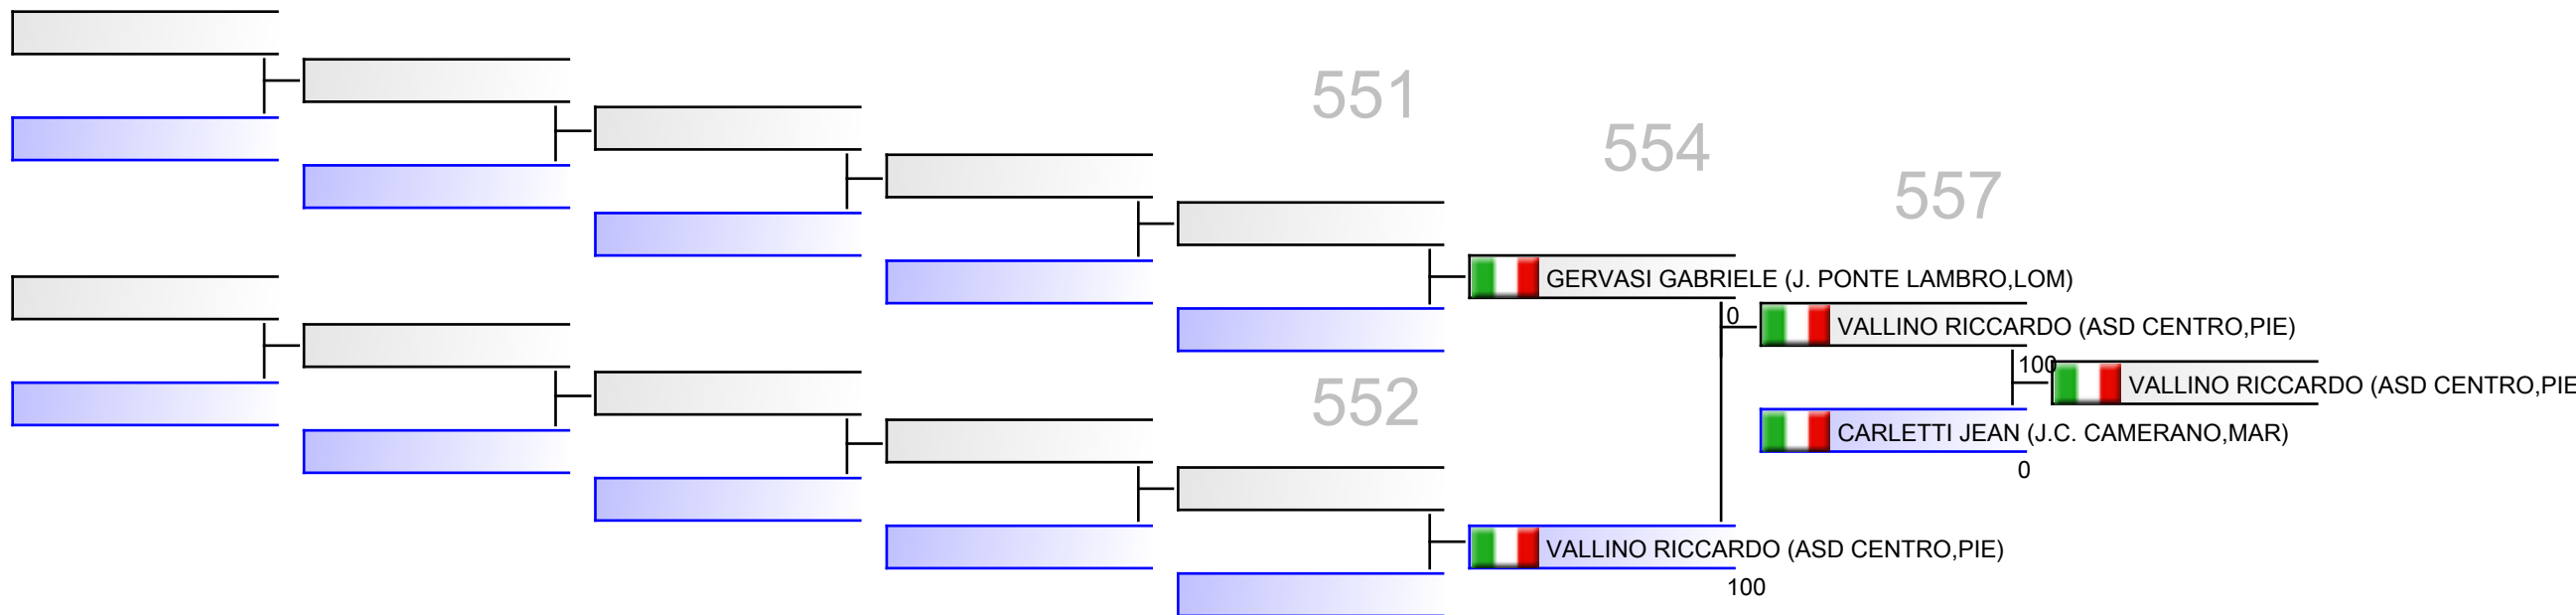 551
554
557
GERVASI GABRIELE (J. PONTE LAMBRO,LOM)
0
VALLINO RICCARDO (ASD CENTRO,PIE)
100
VALLINO RICCARDO (ASD CENTRO,PIE
552
CARLETTI JEAN (J.C. CAMERANO,MAR)
0
VALLINO RICCARDO (ASD CENTRO,PIE)
100